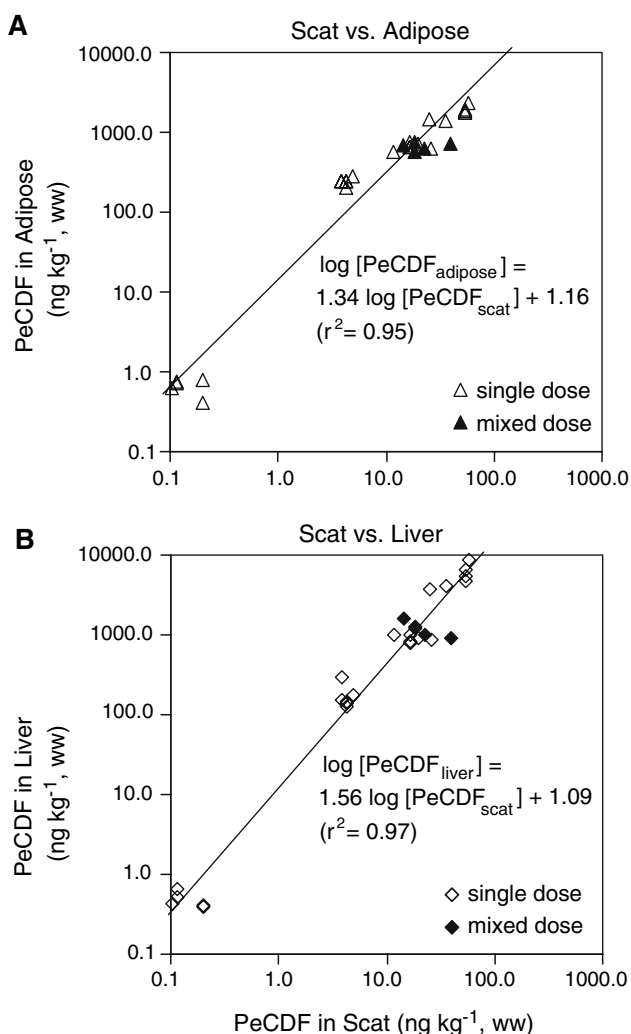 A
Scat vs. Adipose
10000.0
1000.0
100.0
10.0
1.0
0.1
0.1 1.0 10.0 100.0 1000.0
PeCDF in Adipose
(ng kg⁻¹, ww)
log [PeCDF_adipose] =
1.34 log [PeCDF_scat] + 1.16
(r²= 0.95)
single dose
mixed dose
B
Scat vs. Liver
10000.0
1000.0
100.0
10.0
1.0
0.1
0.1 1.0 10.0 100.0 1000.0
PeCDF in Liver
(ng kg⁻¹, ww)
log [PeCDF_liver] =
1.56 log [PeCDF_scat] + 1.09
(r²= 0.97)
single dose
mixed dose
PeCDF in Scat (ng kg⁻¹, ww)